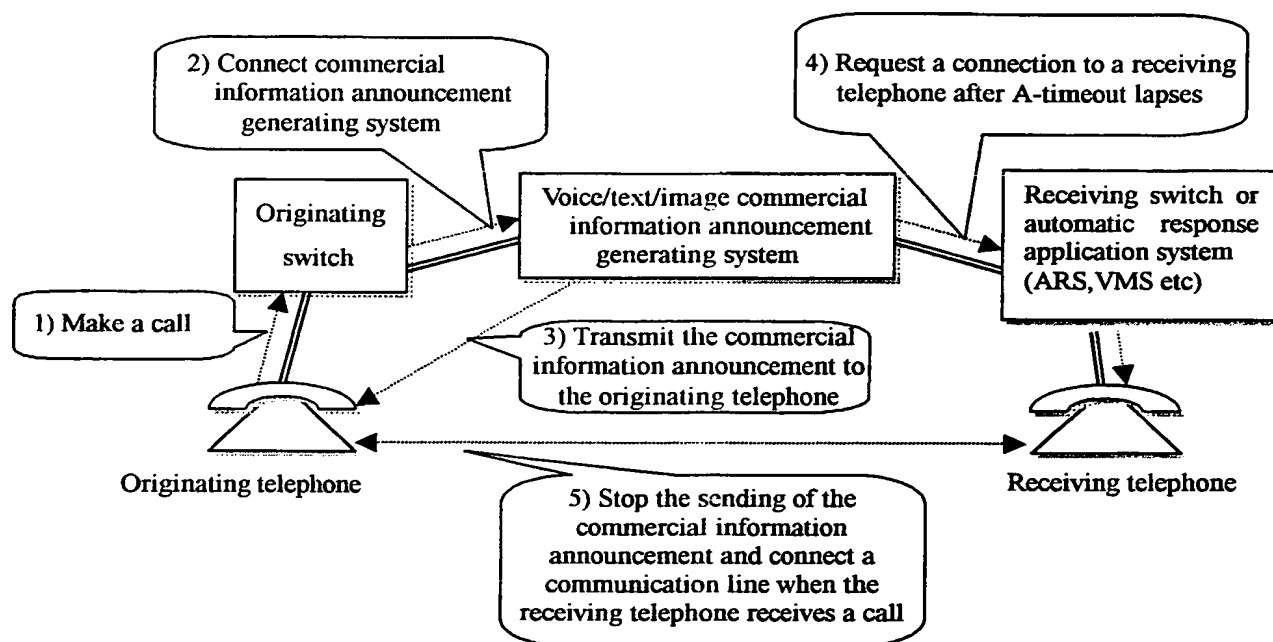 2) Connect commercial
information announcement
generating system
4) Request a connection to a receiving
telephone after A-timeout lapses
Originating
switch
Voice/text/image commercial
information announcement
generating system
Receiving switch or
automatic response
application system
(ARS,VMS etc)
1) Make a call
3) Transmit the commercial
information announcement to
the originating telephone
Originating telephone
Receiving telephone
5) Stop the sending of the
commercial information
announcement and connect a
communication line when the
receiving telephone receives a call